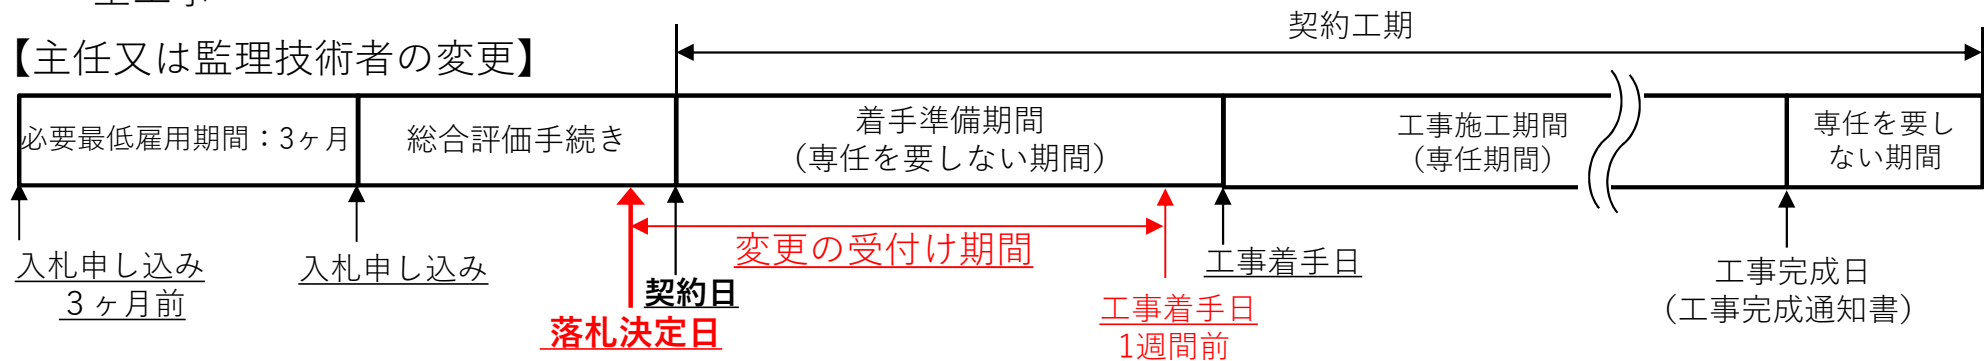 契約工期
【主任又は監理技術者の変更】
必要最低雇用期間：3ヶ月
総合評価手続き
着手準備期間
（専任を要しない期間）
工事施工期間
（専任期間）
専任を要し
ない期間
変更の受付け期間
入札申し込み
３ヶ月前
入札申し込み
契約日
落札決定日
工事着手日
1週間前
工事着手日
工事完成日
（工事完成通知書）